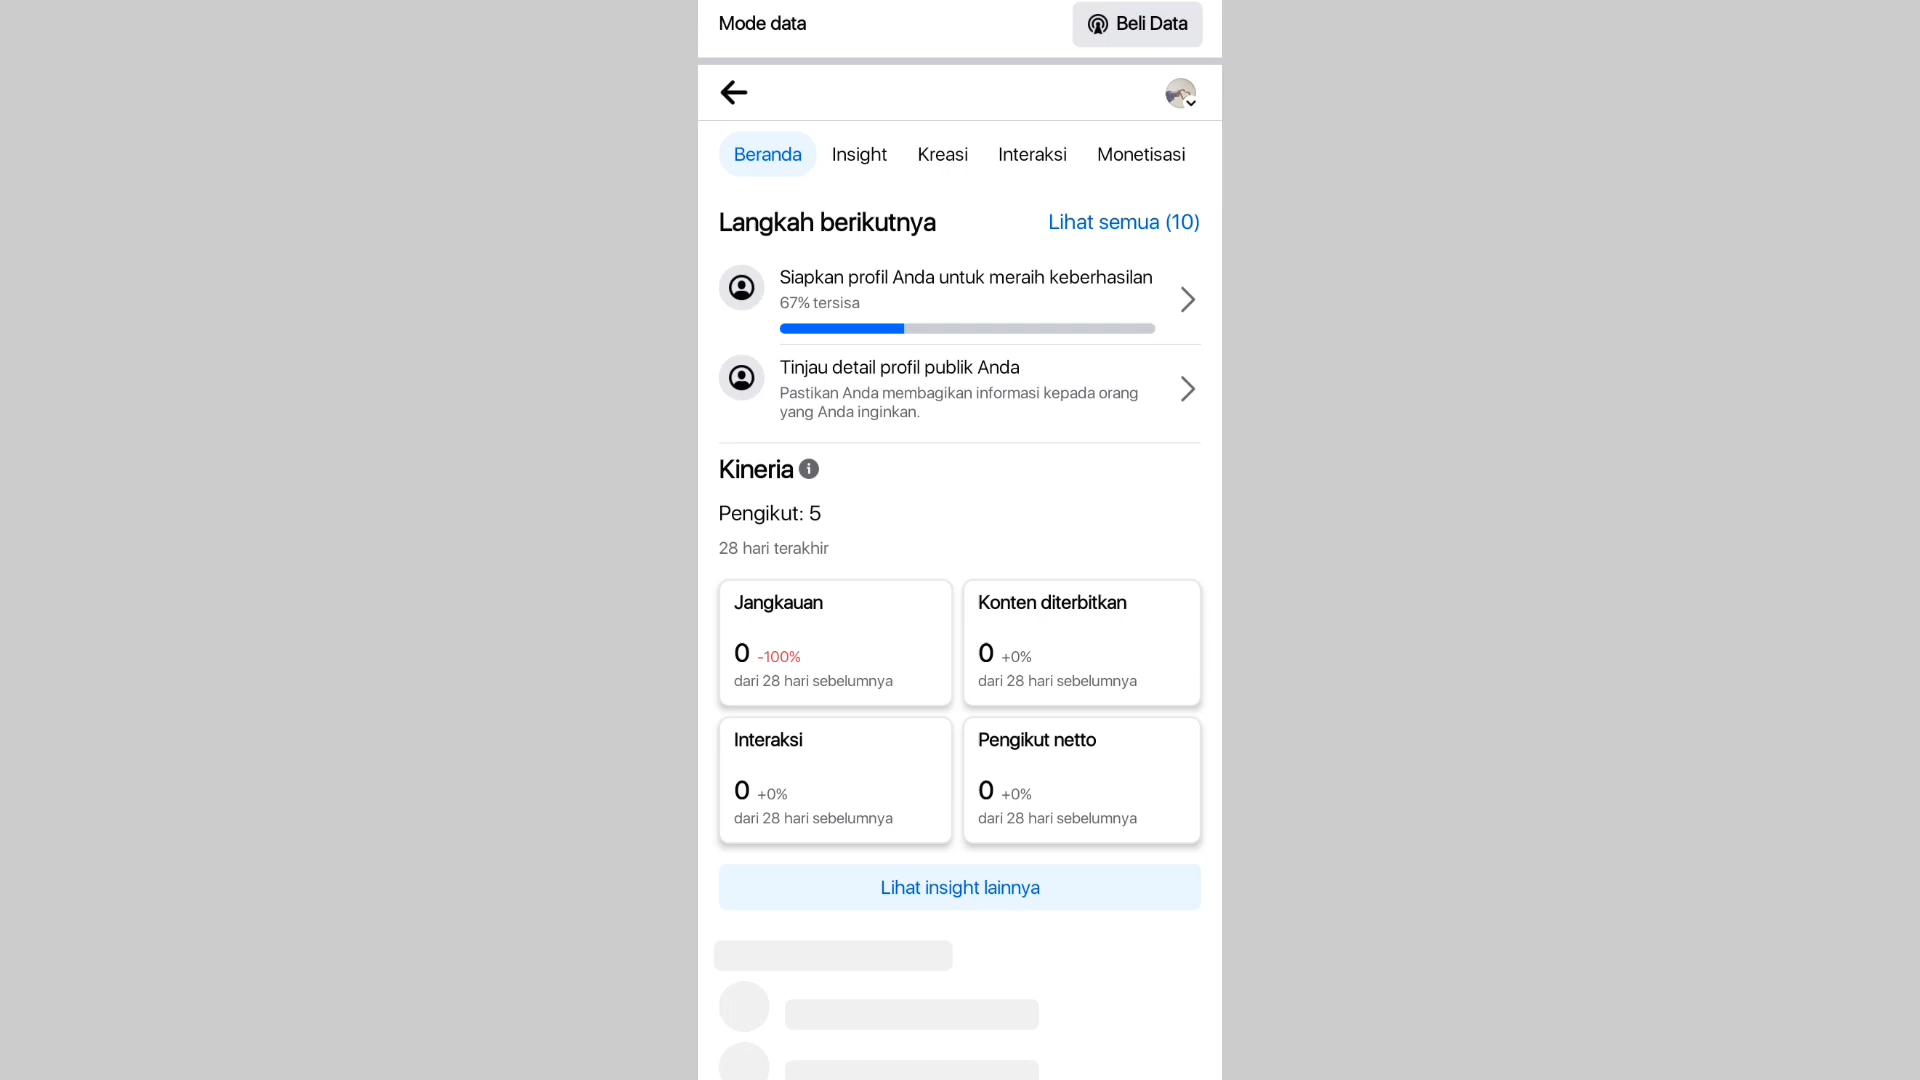 Mode data
Beli Data
Beranda
Insight
Kreasi
Interaksi
Monetisasi
Langkah berikutnya
Lihat semua (10)
Siapkan profil Anda untuk meraih keberhasilan
67% tersisa
Tinjau detail profil publik Anda
Pastikan Anda membagikan informasi kepada orang
yang Anda inginkan.
Kineria
Pengikut: 5
28 hari terakhir
Jangkauan
0 -100%
dari 28 hari sebelumnya
Konten diterbitkan
0 +0%
dari 28 hari sebelumnya
Interaksi
0 +0%
dari 28 hari sebelumnya
Pengikut netto
0 +0%
dari 28 hari sebelumnya
Lihat insight lainnya